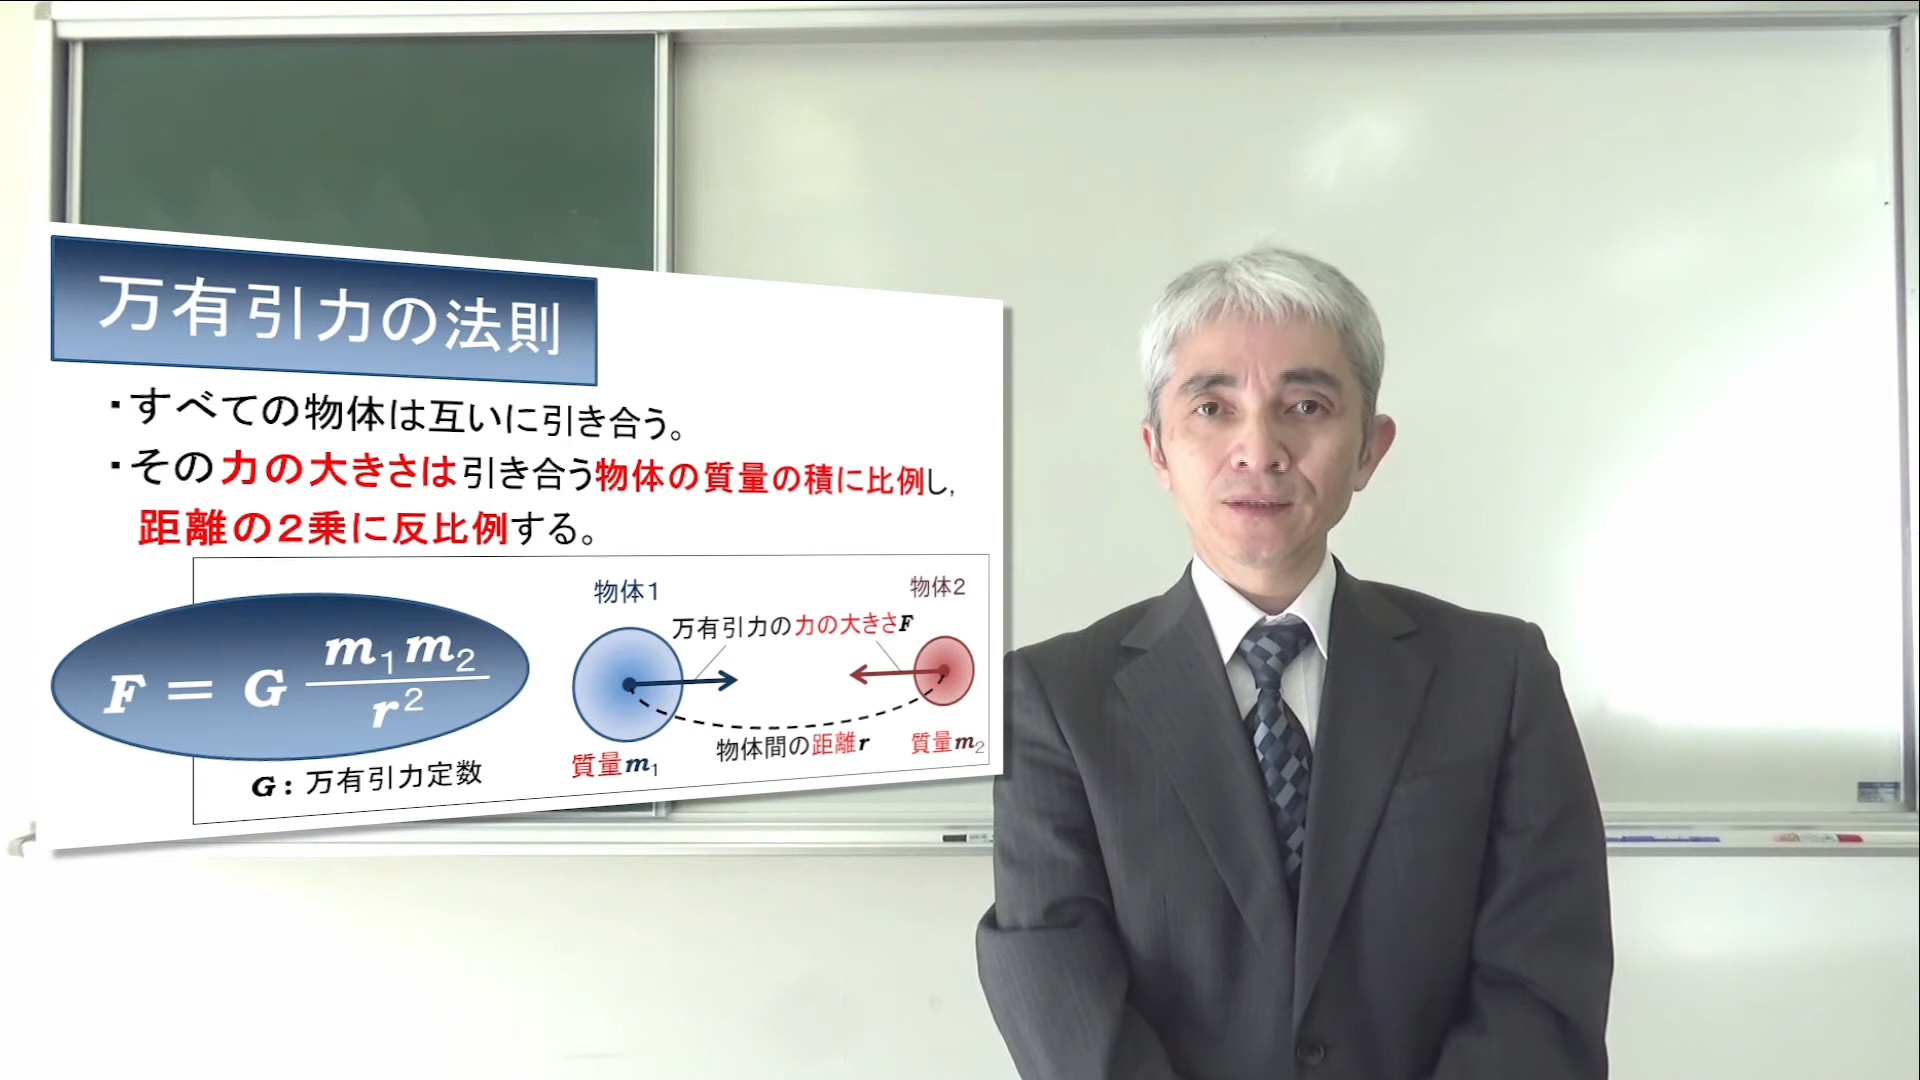 万有引力の法則
・すべての物体は互いに引き合う。
・その力の大きさは引き合う物体の質量の積に比例し，
距離の２乗に反比例する。
F = G m₁m₂ / r²
G：万有引力定数
物体１
物体２
万有引力の力の大きさF
物体間の距離r
質量m₁
質量m₂